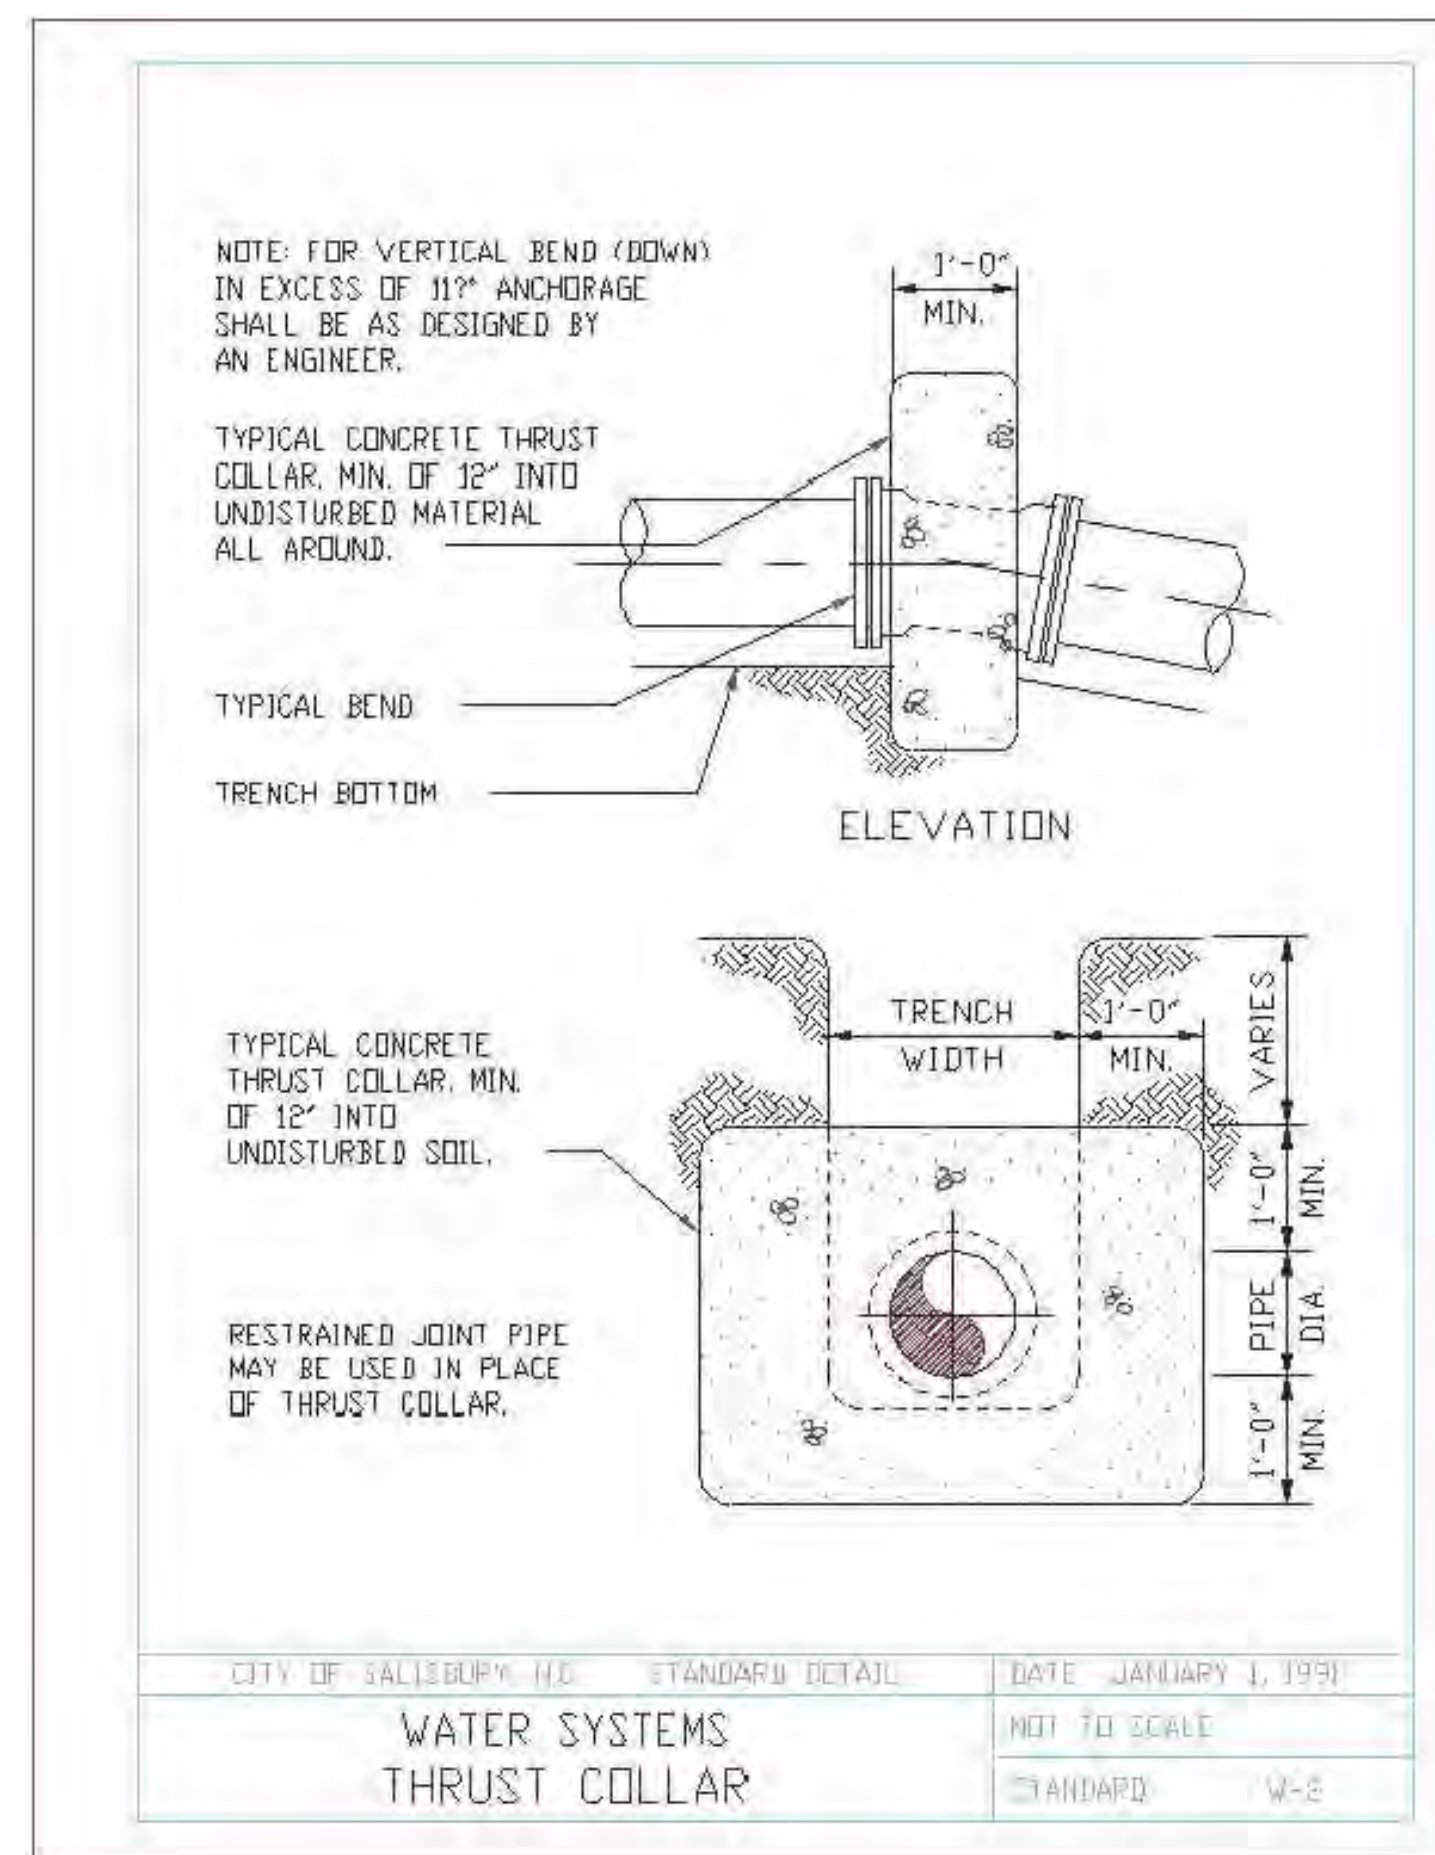 NOTE: FOR VERTICAL BEND (DOWN)
IN EXCESS OF 11?° ANCHORAGE
SHALL BE AS DESIGNED BY
AN ENGINEER.
1'-0"
MIN.
TYPICAL CONCRETE THRUST
COLLAR, MIN. OF 12" INTO
UNDISTURBED MATERIAL
ALL AROUND.
TYPICAL BEND
TRENCH BOTTOM
ELEVATION
TRENCH
WIDTH
1'-0"
MIN.
VARIES
TYPICAL CONCRETE
THRUST COLLAR, MIN.
OF 12" INTO
UNDISTURBED SOIL.
1'-0"
MIN.
PIPE
DIA.
1'-0"
MIN.
RESTRAINED JOINT PIPE
MAY BE USED IN PLACE
OF THRUST COLLAR.
CITY OF SALISBURY, N.C. STANDARD DETAIL
DATE JANUARY 1, 1991
WATER SYSTEMS
THRUST COLLAR
NOT TO SCALE
STANDARD